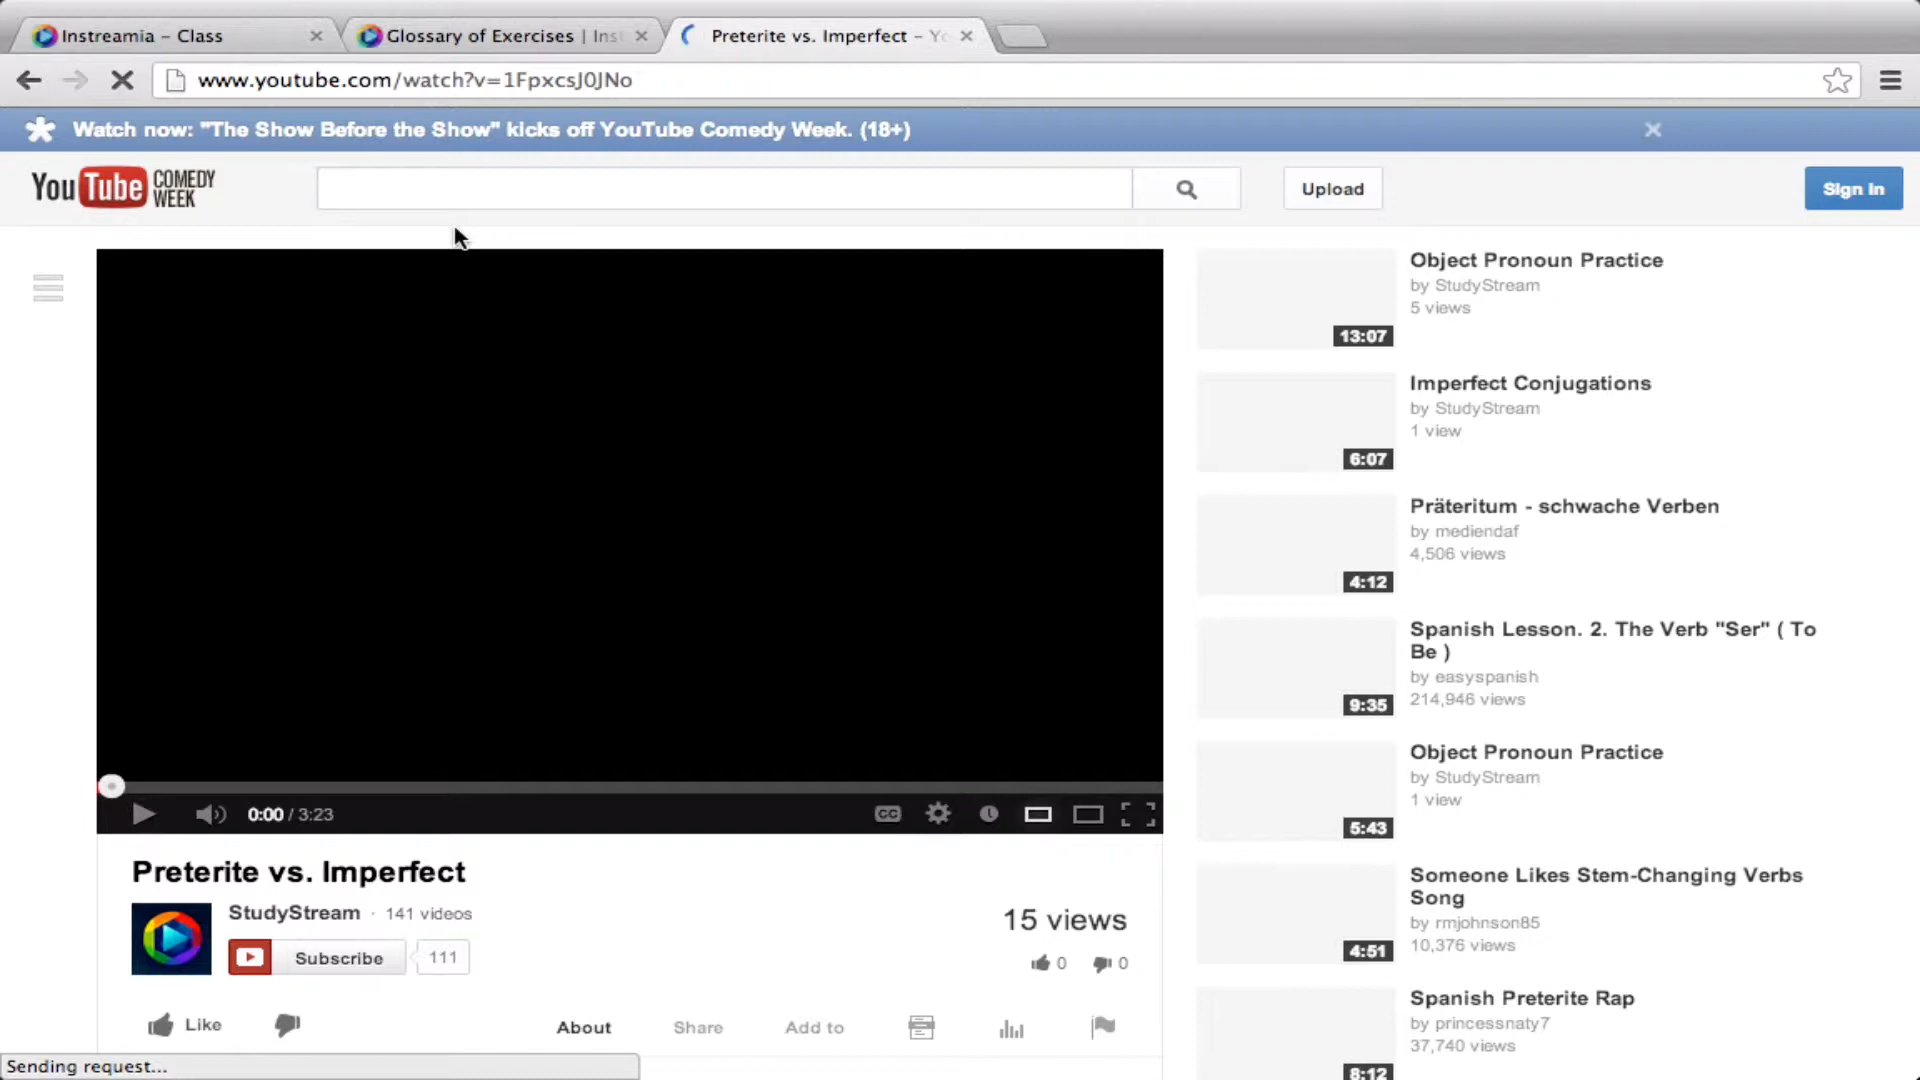 Instreamia – Class
Glossary of Exercises | Ins
Preterite vs. Imperfect – Yo
www.youtube.com/watch?v=1FpxcsJ0JNo
Watch now: "The Show Before the Show" kicks off YouTube Comedy Week. (18+)
YouTube COMEDY WEEK
Upload
Sign In
Object Pronoun Practice
by StudyStream
5 views
13:07
Imperfect Conjugations
by StudyStream
1 view
6:07
Präteritum - schwache Verben
by mediendaf
4,506 views
4:12
Spanish Lesson. 2. The Verb "Ser" ( To
Be )
by easyspanish
214,946 views
9:35
Object Pronoun Practice
by StudyStream
1 view
5:43
Someone Likes Stem-Changing Verbs
Song
by rmjohnson85
10,376 views
4:51
Spanish Preterite Rap
by princessnaty7
37,740 views
8:12
0:00 / 3:23
CC
Preterite vs. Imperfect
StudyStream · 141 videos
Subscribe 111
15 views
0 0
Like
About
Share
Add to
Sending request...